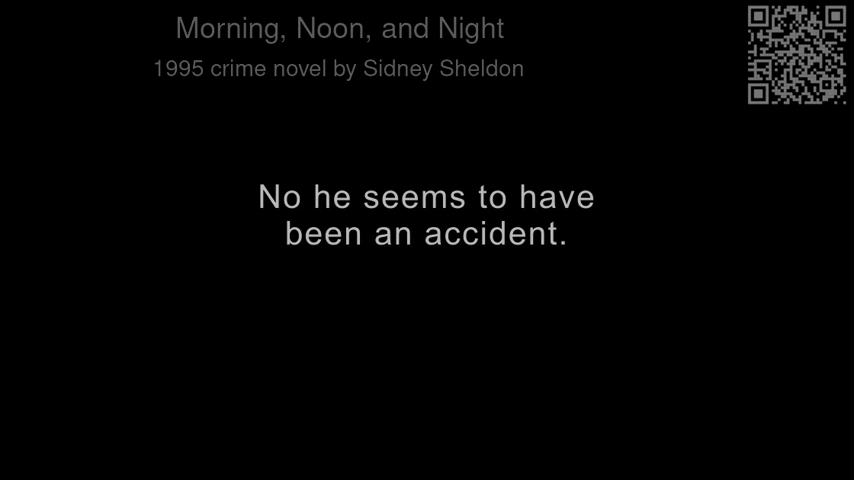 Morning, Noon, and Night
1995 crime novel by Sidney Sheldon
No he seems to have
been an accident.